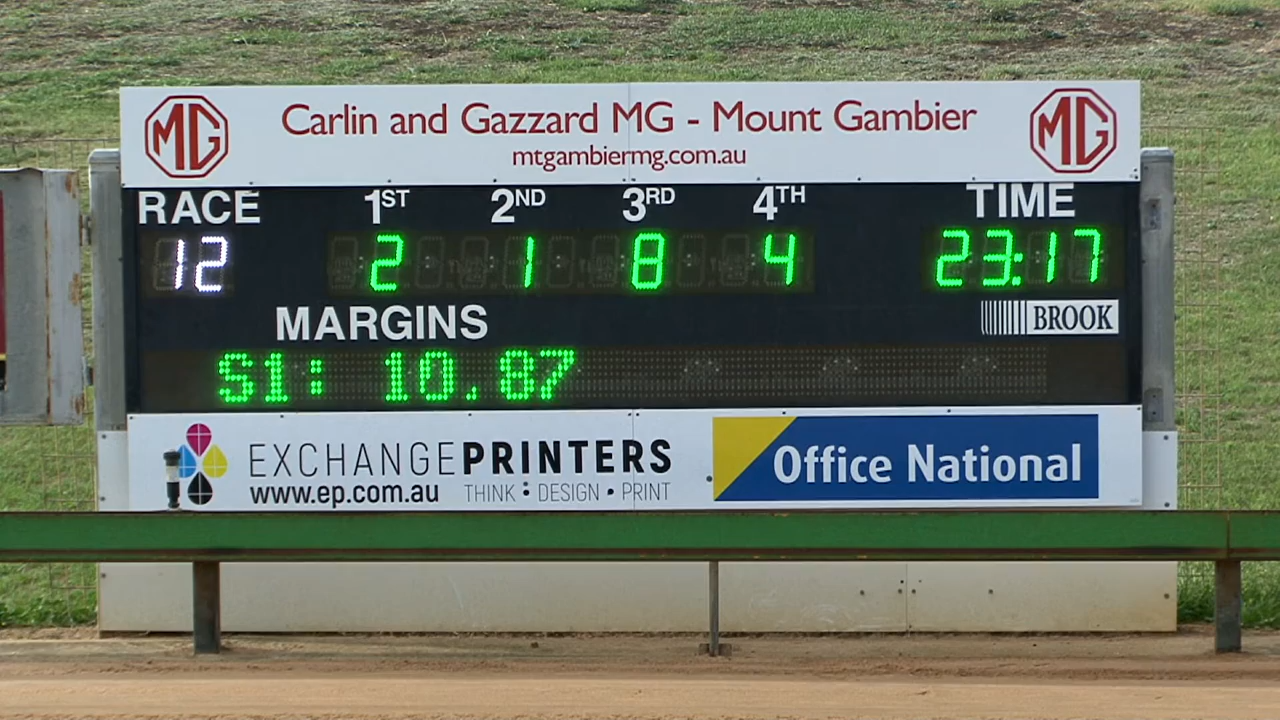 MG Carlin and Gazzard MG - Mount Gambier MG
mtgambiermg.com.au
RACE 1ST 2ND 3RD 4TH TIME
12 2 1 8 4 23:17
MARGINS BROOK
S1: 10.87
EXCHANGEPRINTERS Office National
www.ep.com.au THINK : DESIGN • PRINT